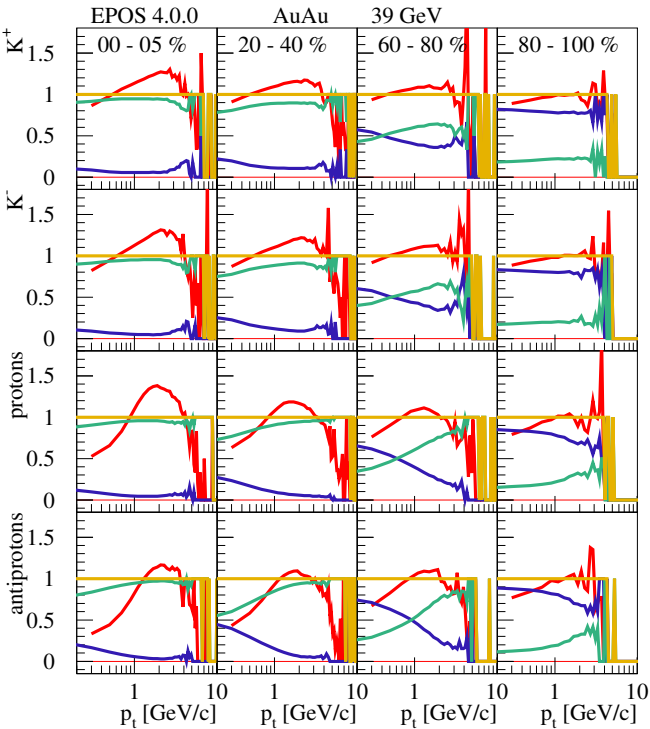 EPOS 4.0.0 AuAu 39 GeV
K+ 00 - 05 % 20 - 40 % 60 - 80% 80 - 100 %
1.5
1
0.5
0
K-
1.5
1
0.5
0
protons
1.5
1
0.5
0
antiprotons
1.5
1
0.5
0
1 10 1 10 1 10 1 10
pt [GeV/c] pt [GeV/c] pt [GeV/c] pt [GeV/c]